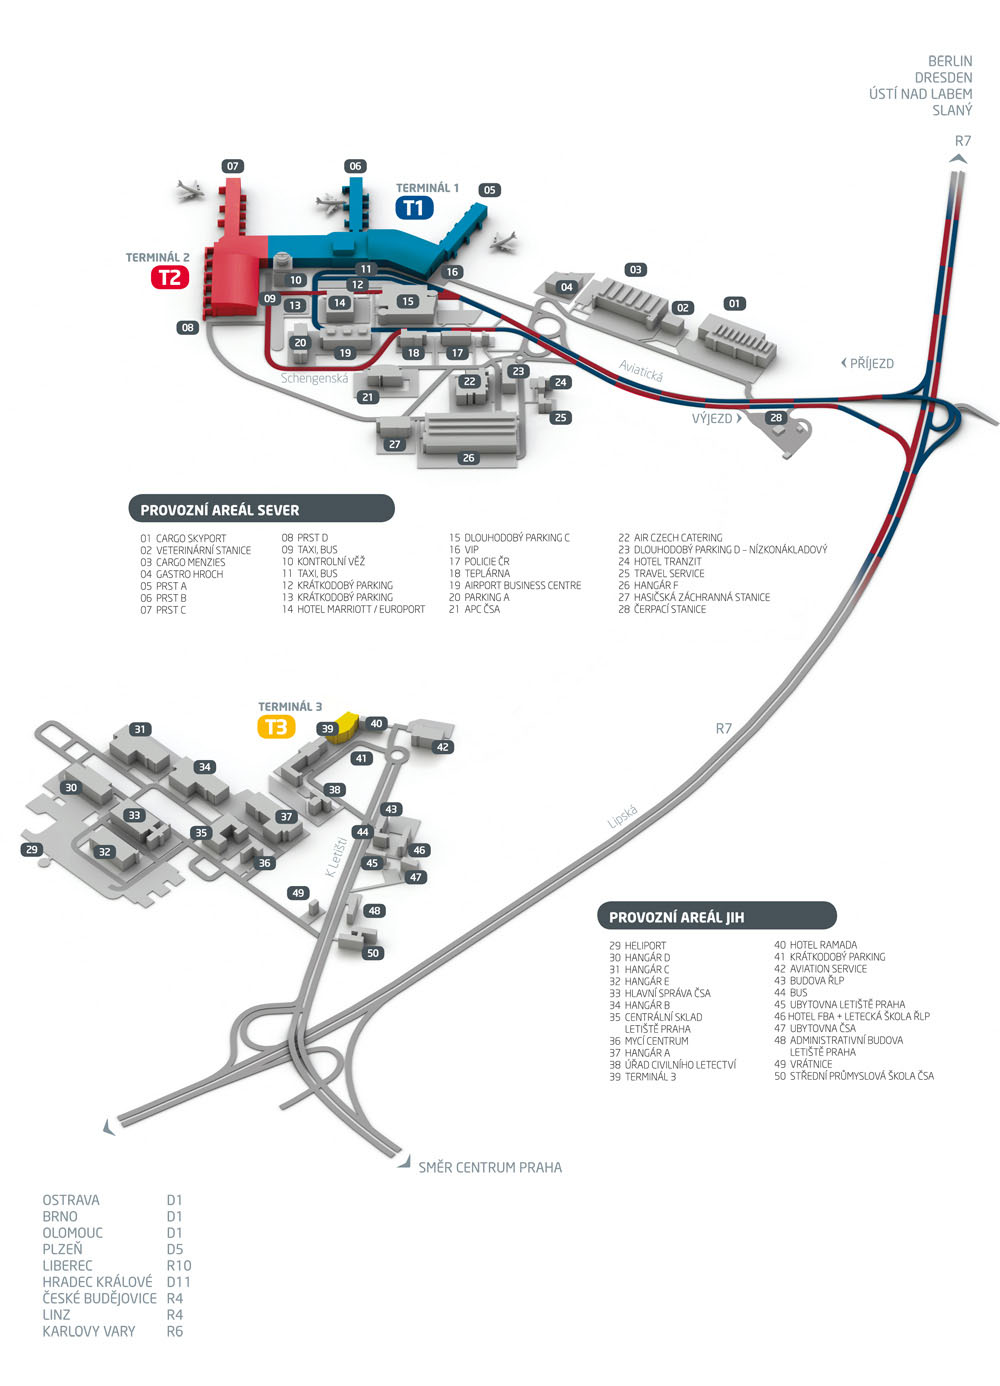 BERLIN
DRESDEN
ÚSTÍ NAD LABEM
SLANÝ
R7
07
06
05
TERMINÁL 1
T1
TERMINÁL 2
T2
08
09
10
11
12
13
14
15
16
03
04
02
01
20
19
18
17
Schengenská
21
22
23
24
25
26
27
28
Aviatická
PŘÍJEZD
VÝJEZD
PROVOZNÍ AREÁL SEVER
01 CARGO SKYPORT
02 VETERINÁRNÍ STANICE
03 CARGO MENZIES
04 GASTRO HROCH
05 PRST A
06 PRST B
07 PRST C
08 PRST D
09 TAXI, BUS
10 KONTROLNÍ VĚŽ
11 TAXI, BUS
12 KRÁTKODOBÝ PARKING
13 KRÁTKODOBÝ PARKING
14 HOTEL MARRIOTT / EUROPORT
15 DLOUHODOBÝ PARKING C
16 VIP
17 POLICIE ČR
18 TEPLÁRNA
19 AIRPORT BUSINESS CENTRE
20 PARKING A
21 APC ČSA
22 AIR CZECH CATERING
23 DLOUHODOBÝ PARKING D – NÍZKONÁKLADOVÝ
24 HOTEL TRANZIT
25 TRAVEL SERVICE
26 HANGÁR F
27 HASIČSKÁ ZÁCHRANNÁ STANICE
28 ČERPACÍ STANICE
TERMINÁL 3
T3
39
40
42
41
31
34
30
38
33
37
35
32
29
36
43
44
46
45
47
49
48
50
K Letišti
Lipská
R7
PROVOZNÍ AREÁL JIH
29 HELIPORT
30 HANGÁR D
31 HANGÁR C
32 HANGÁR E
33 HLAVNÍ SPRÁVA ČSA
34 HANGÁR B
35 CENTRÁLNÍ SKLAD
LETIŠTĚ PRAHA
36 MYCÍ CENTRUM
37 HANGÁR A
38 ÚŘAD CIVILNÍHO LETECTVÍ
39 TERMINÁL 3
40 HOTEL RAMADA
41 KRÁTKODOBÝ PARKING
42 AVIATION SERVICE
43 BUDOVA ŘLP
44 BUS
45 UBYTOVNA LETIŠTĚ PRAHA
46 HOTEL FBA + LETECKÁ ŠKOLA ŘLP
47 UBYTOVNA ČSA
48 ADMINISTRATIVNÍ BUDOVA
LETIŠTĚ PRAHA
49 VRÁTNICE
50 STŘEDNÍ PRŮMYSLOVÁ ŠKOLA ČSA
SMĚR CENTRUM PRAHA
OSTRAVA D1
BRNO D1
OLOMOUC D1
PLZEŇ D5
LIBEREC R10
HRADEC KRÁLOVÉ D11
ČESKÉ BUDĚJOVICE R4
LINZ R4
KARLOVY VARY R6